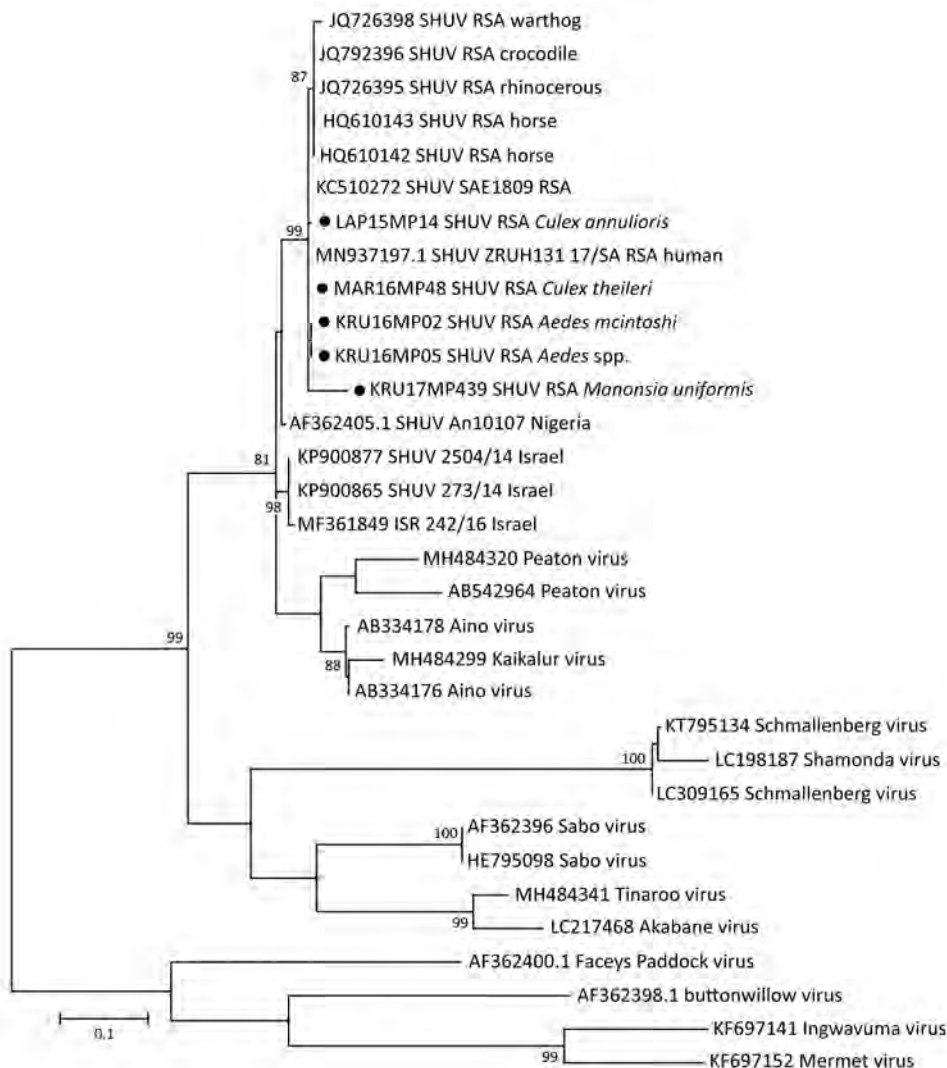 JQ726398 SHUV RSA warthog
JQ792396 SHUV RSA crocodile
87
JQ726395 SHUV RSA rhinocerous
HQ610143 SHUV RSA horse
HQ610142 SHUV RSA horse
KC510272 SHUV SAE1809 RSA
LAP15MP14 SHUV RSA Culex annulioris
99
MN937197.1 SHUV ZRUH131 17/SA RSA human
MAR16MP48 SHUV RSA Culex theileri
KRU16MP02 SHUV RSA Aedes mcintoshi
KRU16MP05 SHUV RSA Aedes spp.
KRU17MP439 SHUV RSA Manonsia uniformis
AF362405.1 SHUV An10107 Nigeria
81
KP900877 SHUV 2504/14 Israel
KP900865 SHUV 273/14 Israel
98
MF361849 ISR 242/16 Israel
MH484320 Peaton virus
AB542964 Peaton virus
AB334178 Aino virus
99
88
MH484299 Kaikalur virus
AB334176 Aino virus
KT795134 Schmallenberg virus
100
LC198187 Shamonda virus
LC309165 Schmallenberg virus
AF362396 Sabo virus
100
HE795098 Sabo virus
MH484341 Tinaroo virus
99
LC217468 Akabane virus
AF362400.1 Faceys Paddock virus
AF362398.1 buttonwillow virus
0.1
KF697141 Ingwavuma virus
99
KF697152 Mermet virus